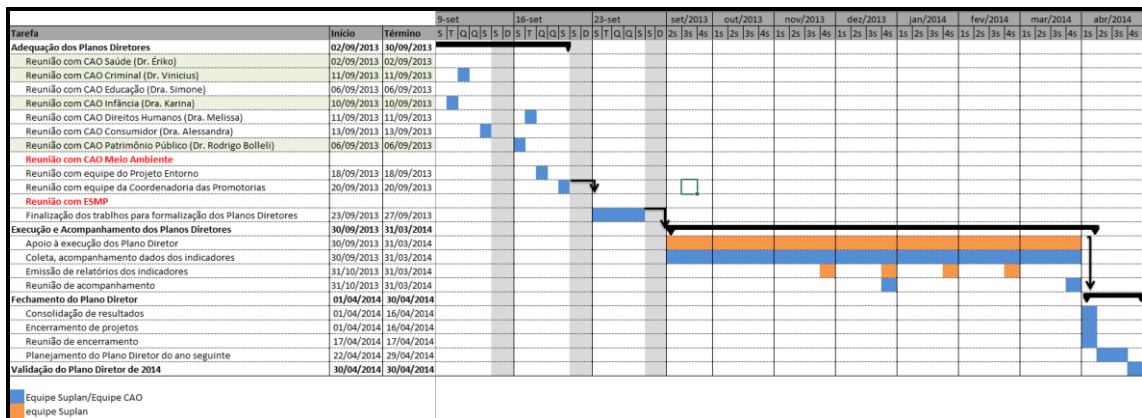 9-set 16-set 23-set set/2013 out/2013 nov/2013 dez/2013 jan/2014 fev/2014 mar/2014 abr/2014
Tarefa Início Término S T Q Q S S D S T Q Q S S D S T Q Q S S D 2s 3s 4s 1s 2s 3s 4s 1s 2s 3s 4s 1s 2s 3s 4s 1s 2s 3s 4s 1s 2s 3s 4s 1s 2s 3s 4s 1s 2s 3s 4s
Adequação dos Planos Diretores 02/09/2013 30/09/2013
Reunião com CAO Saúde (Dr. Ériko) 02/09/2013 02/09/2013
Reunião com CAO Criminal (Dr. Vinicius) 11/09/2013 11/09/2013
Reunião com CAO Educação (Dra. Simone) 06/09/2013 06/09/2013
Reunião com CAO Infância (Dra. Karina) 10/09/2013 10/09/2013
Reunião com CAO Direitos Humanos (Dra. Melissa) 11/09/2013 11/09/2013
Reunião com CAO Consumidor (Dra. Alessandra) 13/09/2013 13/09/2013
Reunião com CAO Patrimônio Público (Dr. Rodrigo Bolleli) 06/09/2013 06/09/2013
Reunião com CAO Meio Ambiente
Reunião com equipe do Projeto Entorno 18/09/2013 18/09/2013
Reunião com equipe da Coordenadoria das Promotorias 20/09/2013 20/09/2013
Reunião com ESMP
Finalização dos trablhos para formalização dos Planos Diretores 23/09/2013 27/09/2013
Execução e Acompanhamento dos Planos Diretores 30/09/2013 31/03/2014
Apoio à execução dos Plano Diretor 30/09/2013 31/03/2014
Coleta, acompanhamento dados dos indicadores 30/09/2013 31/03/2014
Emissão de relatórios dos indicadores 31/10/2013 31/03/2014
Reunião de acompanhamento 31/10/2013 31/03/2014
Fechamento do Plano Diretor 01/04/2014 30/04/2014
Consolidação de resultados 01/04/2014 16/04/2014
Encerramento de projetos 01/04/2014 16/04/2014
Reunião de encerramento 17/04/2014 17/04/2014
Planejamento do Plano Diretor do ano seguinte 22/04/2014 29/04/2014
Validação do Plano Diretor de 2014 30/04/2014 30/04/2014
Equipe Suplan/Equipe CAO
equipe Suplan